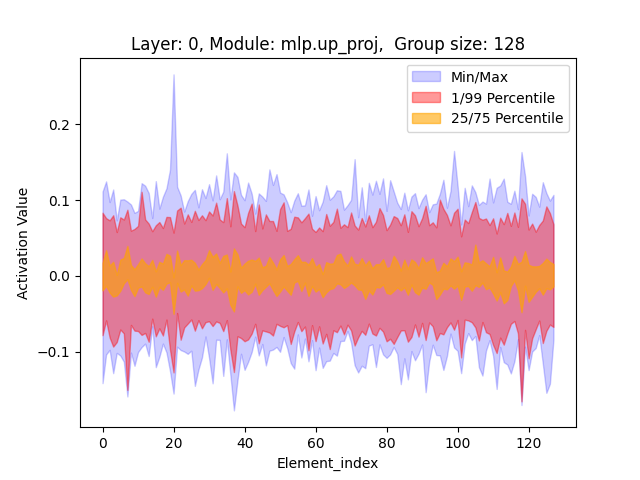 Layer: 0, Module: mlp.up_proj,  Group size: 128
Min/Max
1/99 Percentile
25/75 Percentile
Activation Value
0.2
0.1
0.0
−0.1
0
20
40
60
80
100
120
Element_index